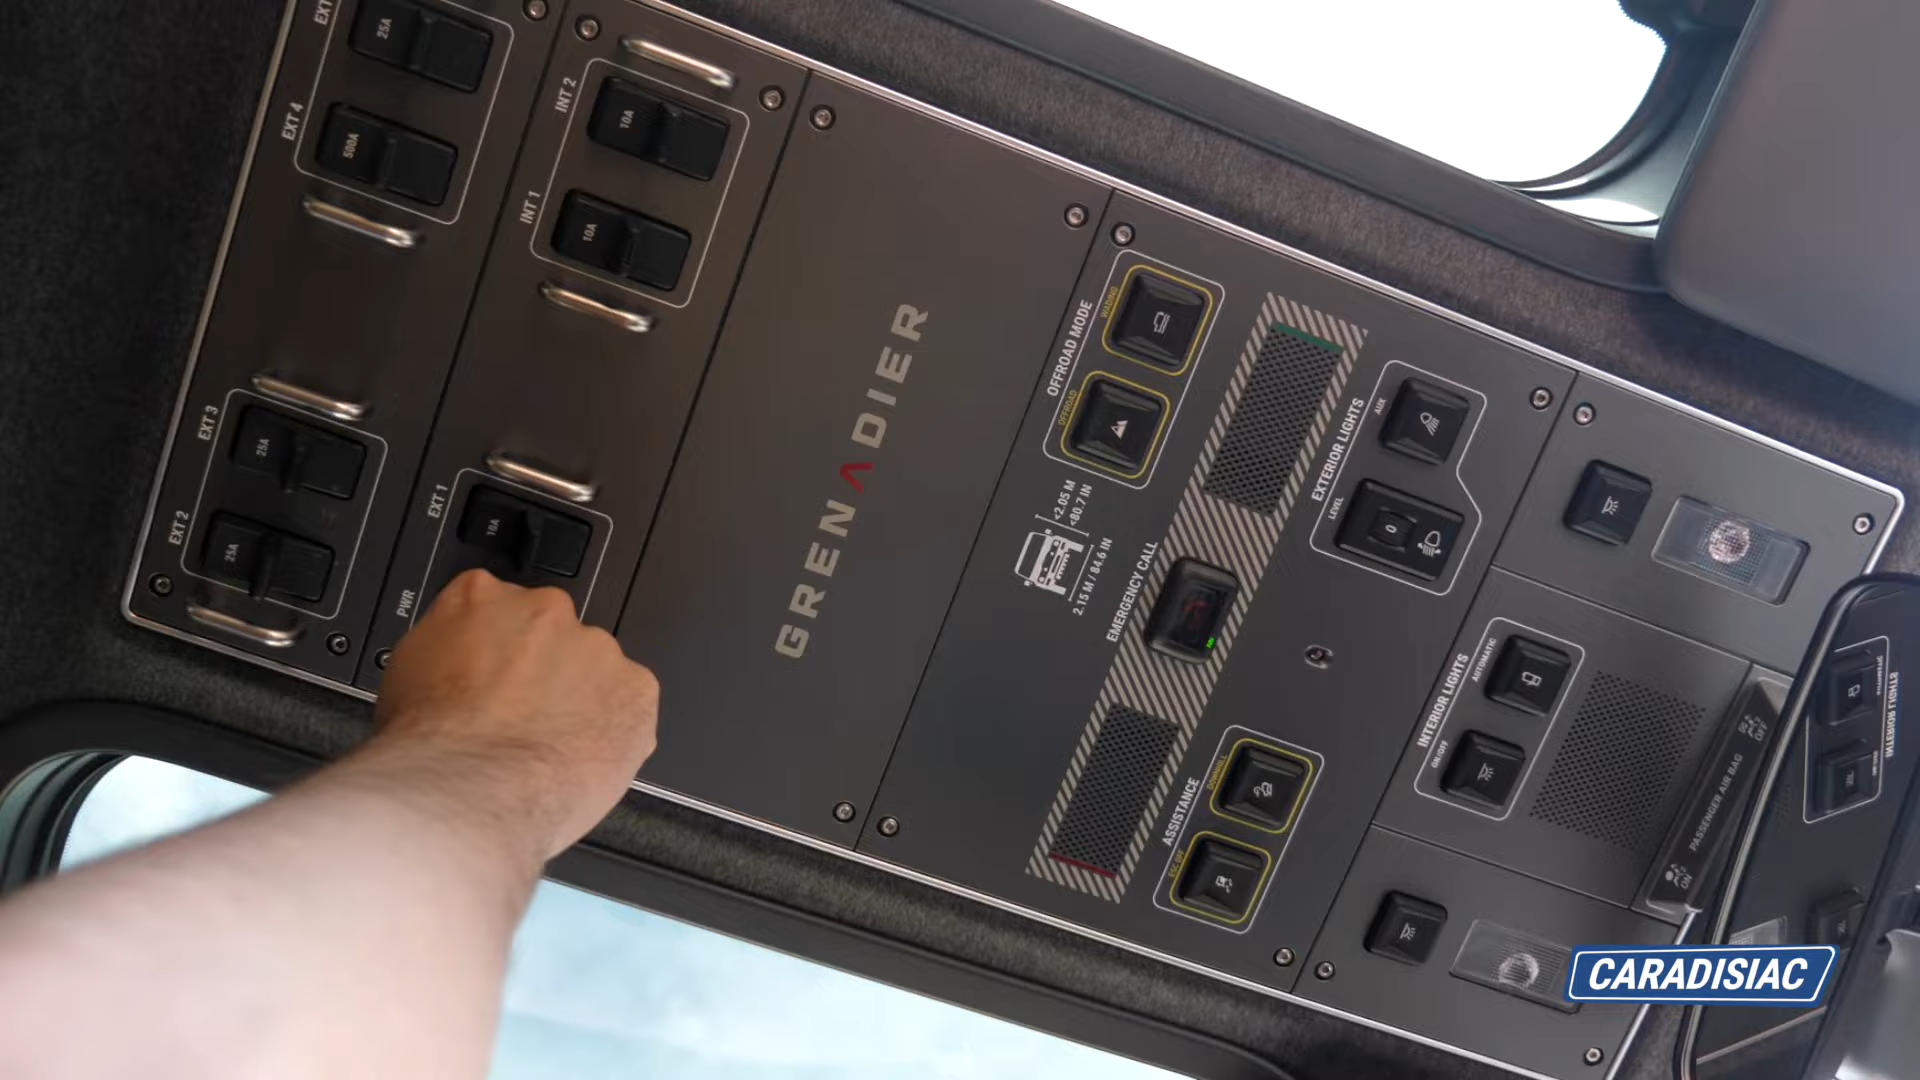 EXT
25A
EXT 4
500A
INT 2
10A
INT 1
10A
EXT 3
25A
EXT 2
25A
EXT 1
10A
PWR
GRENADIER
OFFROAD MODE
WADING
OFFROAD
<2.05 M
<80.7 IN
2.15 M / 84.6 IN
EMERGENCY CALL
EXTERIOR LIGHTS
AUX
LEVEL
0
ASSISTANCE
DOWNHILL
ESC OFF
INTERIOR LIGHTS
AUTOMATIC
ON/OFF
PASSENGER AIR BAG
OFF
ON
INTERIOR LIGHTS
CARADISIAC